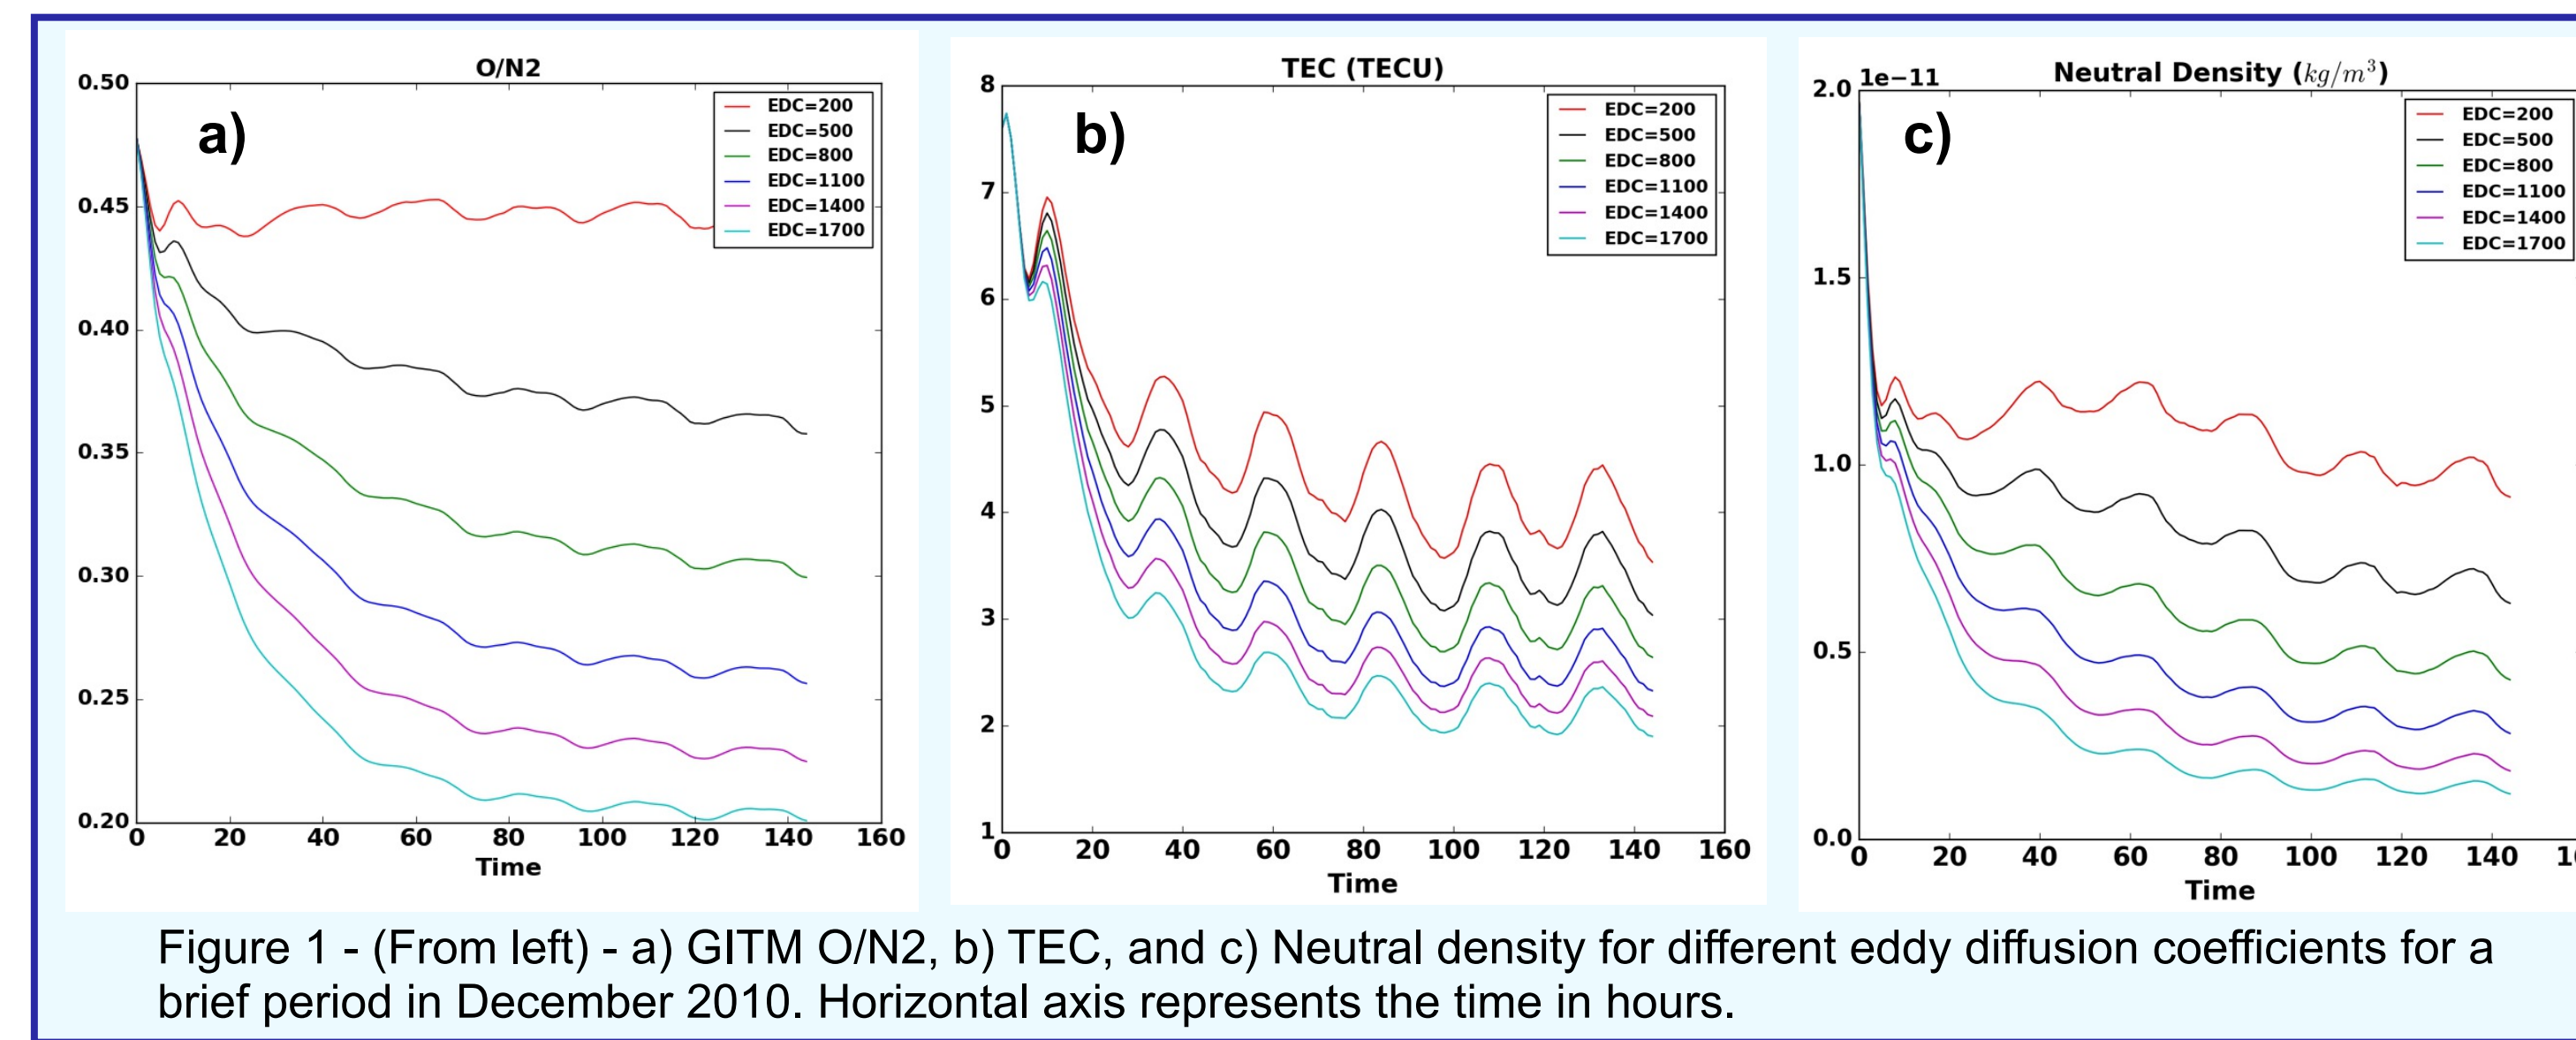 O/N2
a)
0.50
0.45
0.40
0.35
0.30
0.25
0.20
EDC=200
EDC=500
EDC=800
EDC=1100
EDC=1400
EDC=1700
0 20 40 60 80 100 120 140 160
Time
TEC (TECU)
b)
8
7
6
5
4
3
2
1
EDC=200
EDC=500
EDC=800
EDC=1100
EDC=1400
EDC=1700
0 20 40 60 80 100 120 140 160
Time
Neutral Density (kg/m³)
1e−11
c)
2.0
1.5
1.0
0.5
0.0
EDC=200
EDC=500
EDC=800
EDC=1100
EDC=1400
EDC=1700
0 20 40 60 80 100 120 140
Time
Figure 1 - (From left) - a) GITM O/N2, b) TEC, and c) Neutral density for different eddy diffusion coefficients for a
brief period in December 2010. Horizontal axis represents the time in hours.